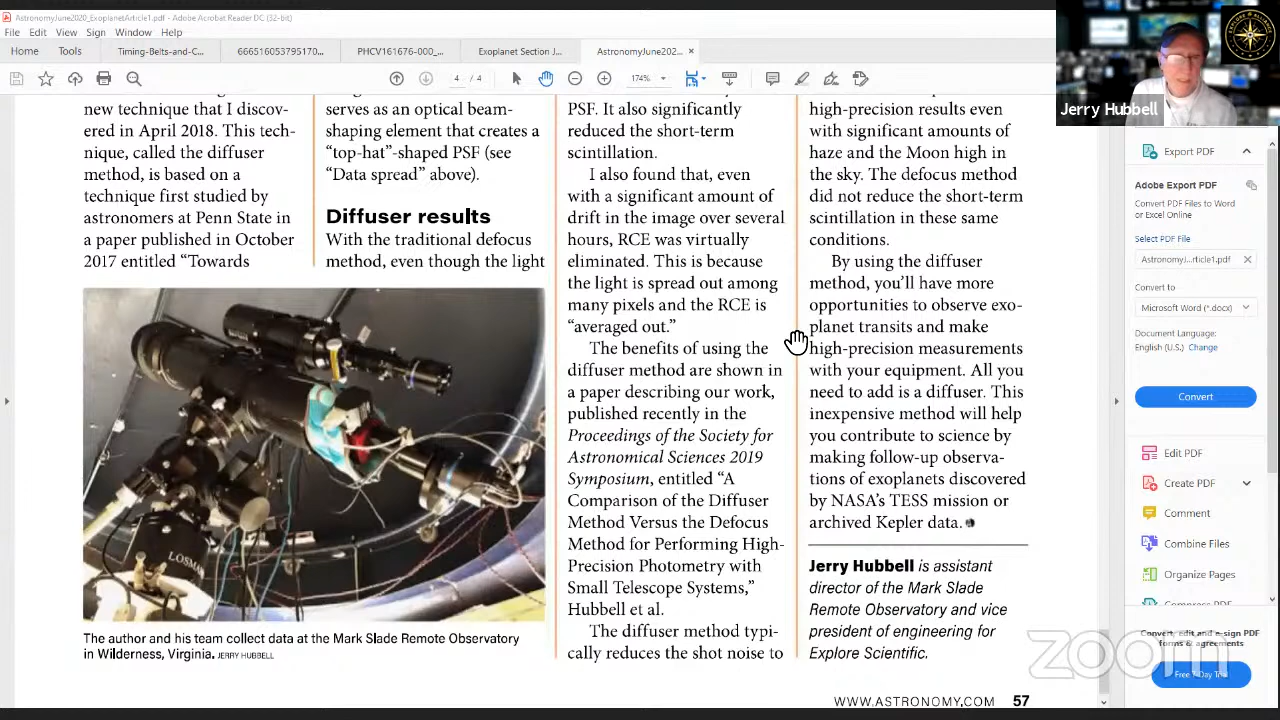 AstronomyJune2020_ExoplanetArticle1.pdf - Adobe Acrobat Reader DC (32-bit)
File Edit View Sign Window Help
Home Tools Timing-Belts-and-C... 666516053795170... PHCV161676-000_... Exoplanet Section J... AstronomyJune202... ×
4 / 4 174%
Jerry Hubbell
new technique that I discov-
ered in April 2018. This tech-
nique, called the diffuser
method, is based on a
technique first studied by
astronomers at Penn State in
a paper published in October
2017 entitled “Towards
serves as an optical beam-
shaping element that creates a
“top-hat”-shaped PSF (see
“Data spread” above).
Diffuser results
With the traditional defocus
method, even though the light
LOSMANDY
The author and his team collect data at the Mark Slade Remote Observatory
in Wilderness, Virginia. JERRY HUBBELL
PSF. It also significantly
reduced the short-term
scintillation.
I also found that, even
with a significant amount of
drift in the image over several
hours, RCE was virtually
eliminated. This is because
the light is spread out among
many pixels and the RCE is
“averaged out.”
The benefits of using the
diffuser method are shown in
a paper describing our work,
published recently in the
Proceedings of the Society for
Astronomical Sciences 2019
Symposium, entitled “A
Comparison of the Diffuser
Method Versus the Defocus
Method for Performing High-
Precision Photometry with
Small Telescope Systems,”
Hubbell et al.
The diffuser method typi-
cally reduces the shot noise to
high-precision results even
with significant amounts of
haze and the Moon high in
the sky. The defocus method
did not reduce the short-term
scintillation in these same
conditions.
By using the diffuser
method, you’ll have more
opportunities to observe exo-
planet transits and make
high-precision measurements
with your equipment. All you
need to add is a diffuser. This
inexpensive method will help
you contribute to science by
making follow-up observa-
tions of exoplanets discovered
by NASA’s TESS mission or
archived Kepler data.
Jerry Hubbell is assistant
director of the Mark Slade
Remote Observatory and vice
president of engineering for
Explore Scientific.
WWW.ASTRONOMY.COM 57
Export PDF
Adobe Export PDF
Convert PDF Files to Word
or Excel Online
Select PDF File
AstronomyJ...rticle1.pdf ×
Convert to
Microsoft Word (*.docx)
Document Language:
English (U.S.) Change
Convert
Edit PDF
Create PDF
Comment
Combine Files
Organize Pages
Compress PDF
Convert, edit and e-sign PDF
forms & agreements
Free 7-Day Trial
zoom